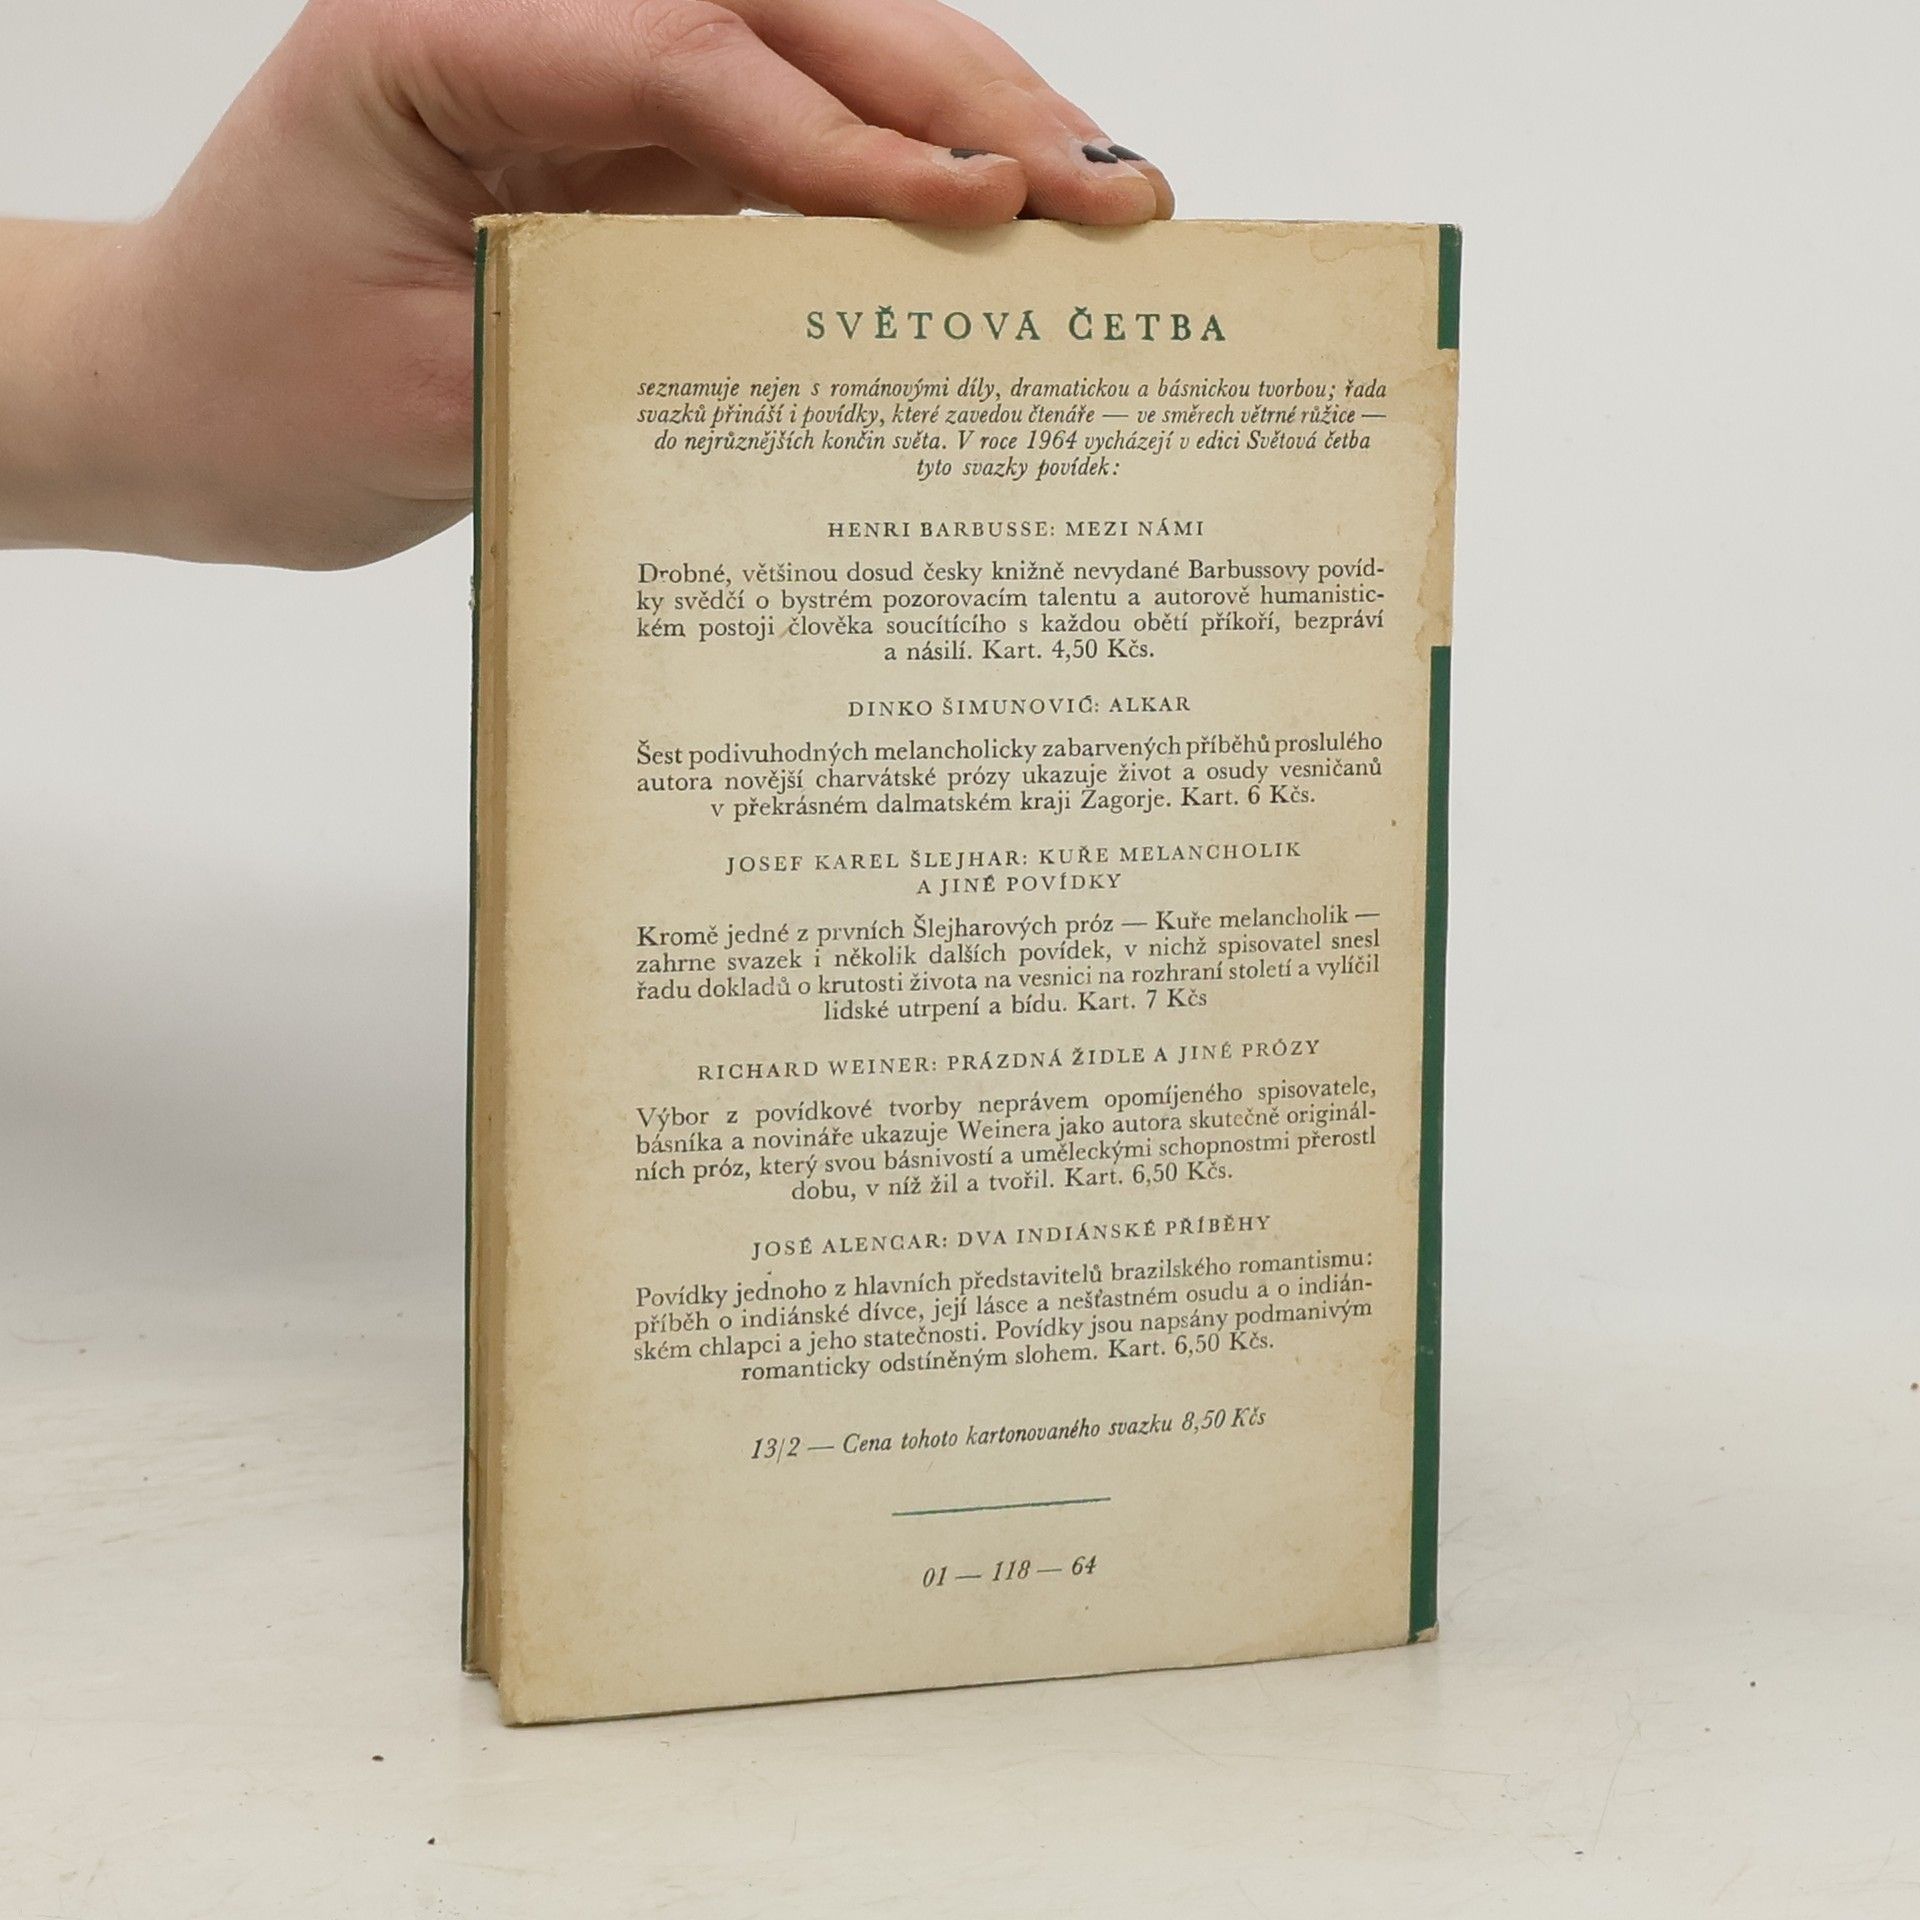 SVĚTOVÁ ČETBA
seznamuje nejen s románovými díly, dramatickou a básnickou tvorbou; řada
svazků přináší i povídky, které zavedou čtenáře — ve směrech větrné růžice —
do nejrůznějších končin světa. V roce 1964 vycházejí v edici Světová četba
tyto svazky povídek:
HENRI BARBUSSE: MEZI NÁMI
Drobné, většinou dosud česky knižně nevydané Barbussovy povíd-
ky svědčí o bystrém pozorovacím talentu a autorově humanistic-
kém postoji člověka soucítícího s každou obětí příkoří, bezpráví
a násilí. Kart. 4,50 Kčs.
DINKO ŠIMUNOVIĆ: ALKAR
Šest podivuhodných melancholicky zabarvených příběhů proslulého
autora novější charvátské prózy ukazuje život a osudy vesničanů
v překrásném dalmatském kraji Zagorje. Kart. 6 Kčs.
JOSEF KAREL ŠLEJHAR: KUŘE MELANCHOLIK
A JINÉ POVÍDKY
Kromě jedné z prvních Šlejharových próz — Kuře melancholik —
zahrne svazek i několik dalších povídek, v nichž spisovatel snesl
řadu dokladů o krutosti života na vesnici na rozhraní století a vylíčil
lidské utrpení a bídu. Kart. 7 Kčs
RICHARD WEINER: PRÁZDNÁ ŽIDLE A JINÉ PRÓZY
Výbor z povídkové tvorby neprávem opomíjeného spisovatele,
básníka a novináře ukazuje Weinera jako autora skutečně originál-
ních próz, který svou básnivostí a uměleckými schopnostmi přerostl
dobu, v níž žil a tvořil. Kart. 6,50 Kčs.
JOSÉ ALENCAR: DVA INDIÁNSKÉ PŘÍBĚHY
Povídky jednoho z hlavních představitelů brazilského romantismu:
příběh o indiánské dívce, její lásce a nešťastném osudu a o indián-
ském chlapci a jeho statečnosti. Povídky jsou napsány podmanivým
romanticky odstíněným slohem. Kart. 6,50 Kčs.
13/2 — Cena tohoto kartonovaného svazku 8,50 Kčs
01 — 118 — 64